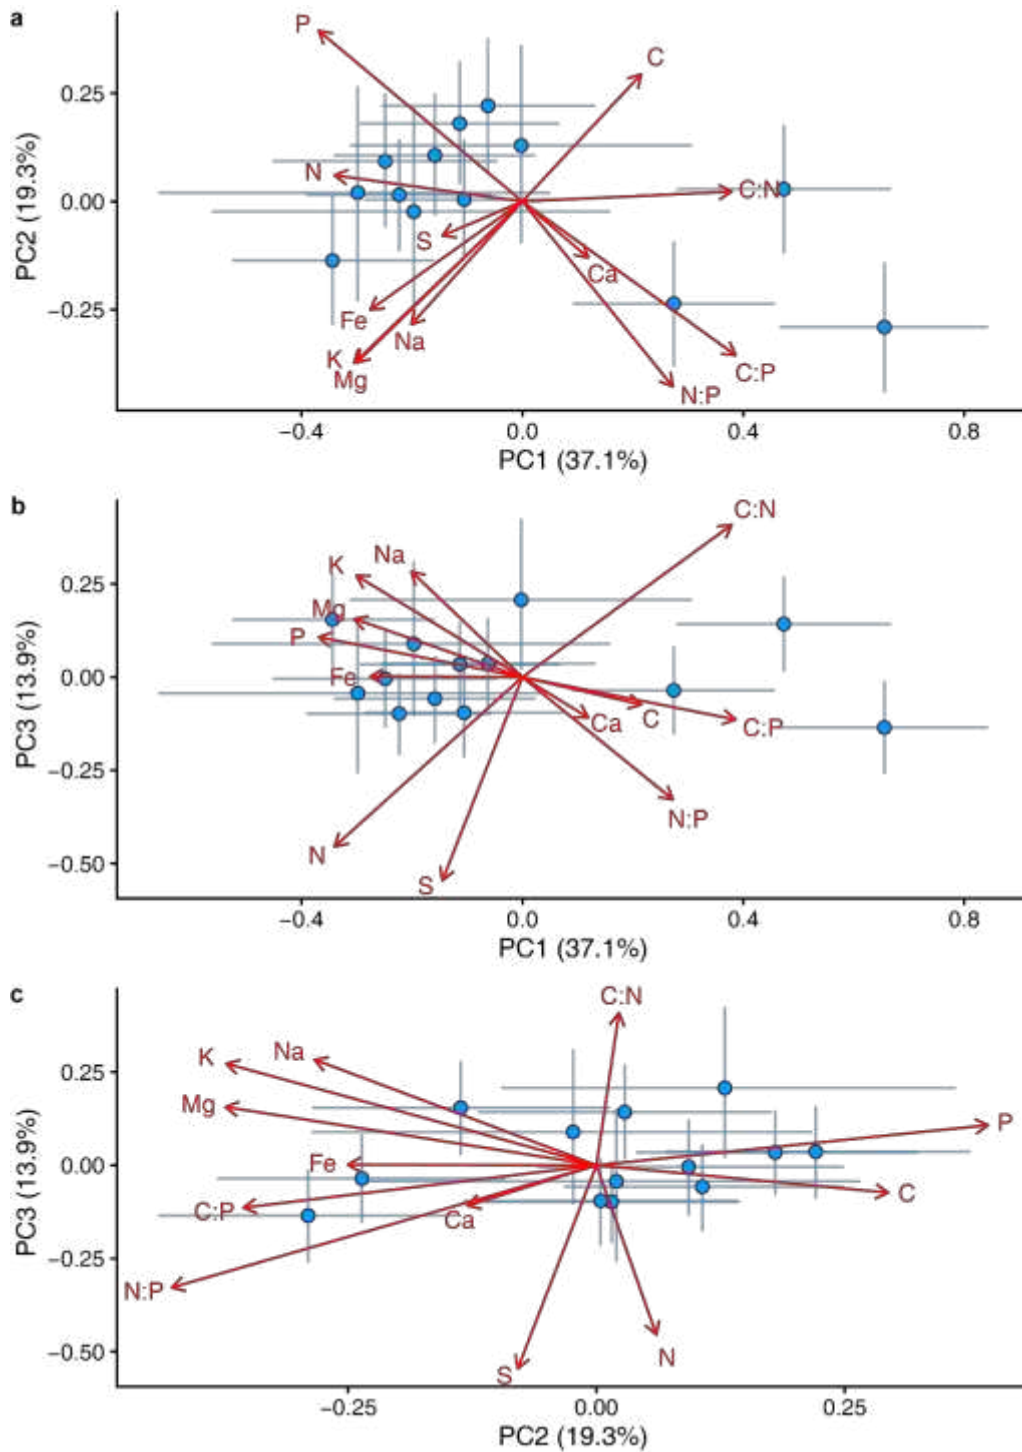 a
P
C
0.25
N
C:N
0.00
S
Ca
PC2 (19.3%)
−0.25
Fe
Na
K
Mg
C:P
N:P
−0.4
0.0
0.4
0.8
PC1 (37.1%)
b
C:N
Na
K
0.25
Mg
P
0.00
Fe
Ca
C
C:P
PC3 (13.9%)
−0.25
N:P
N
−0.50
S
−0.4
0.0
0.4
0.8
PC1 (37.1%)
c
C:N
Na
K
0.25
Mg
P
0.00
Fe
C
C:P
Ca
PC3 (13.9%)
−0.25
N:P
−0.50
N
S
−0.25
0.00
0.25
PC2 (19.3%)